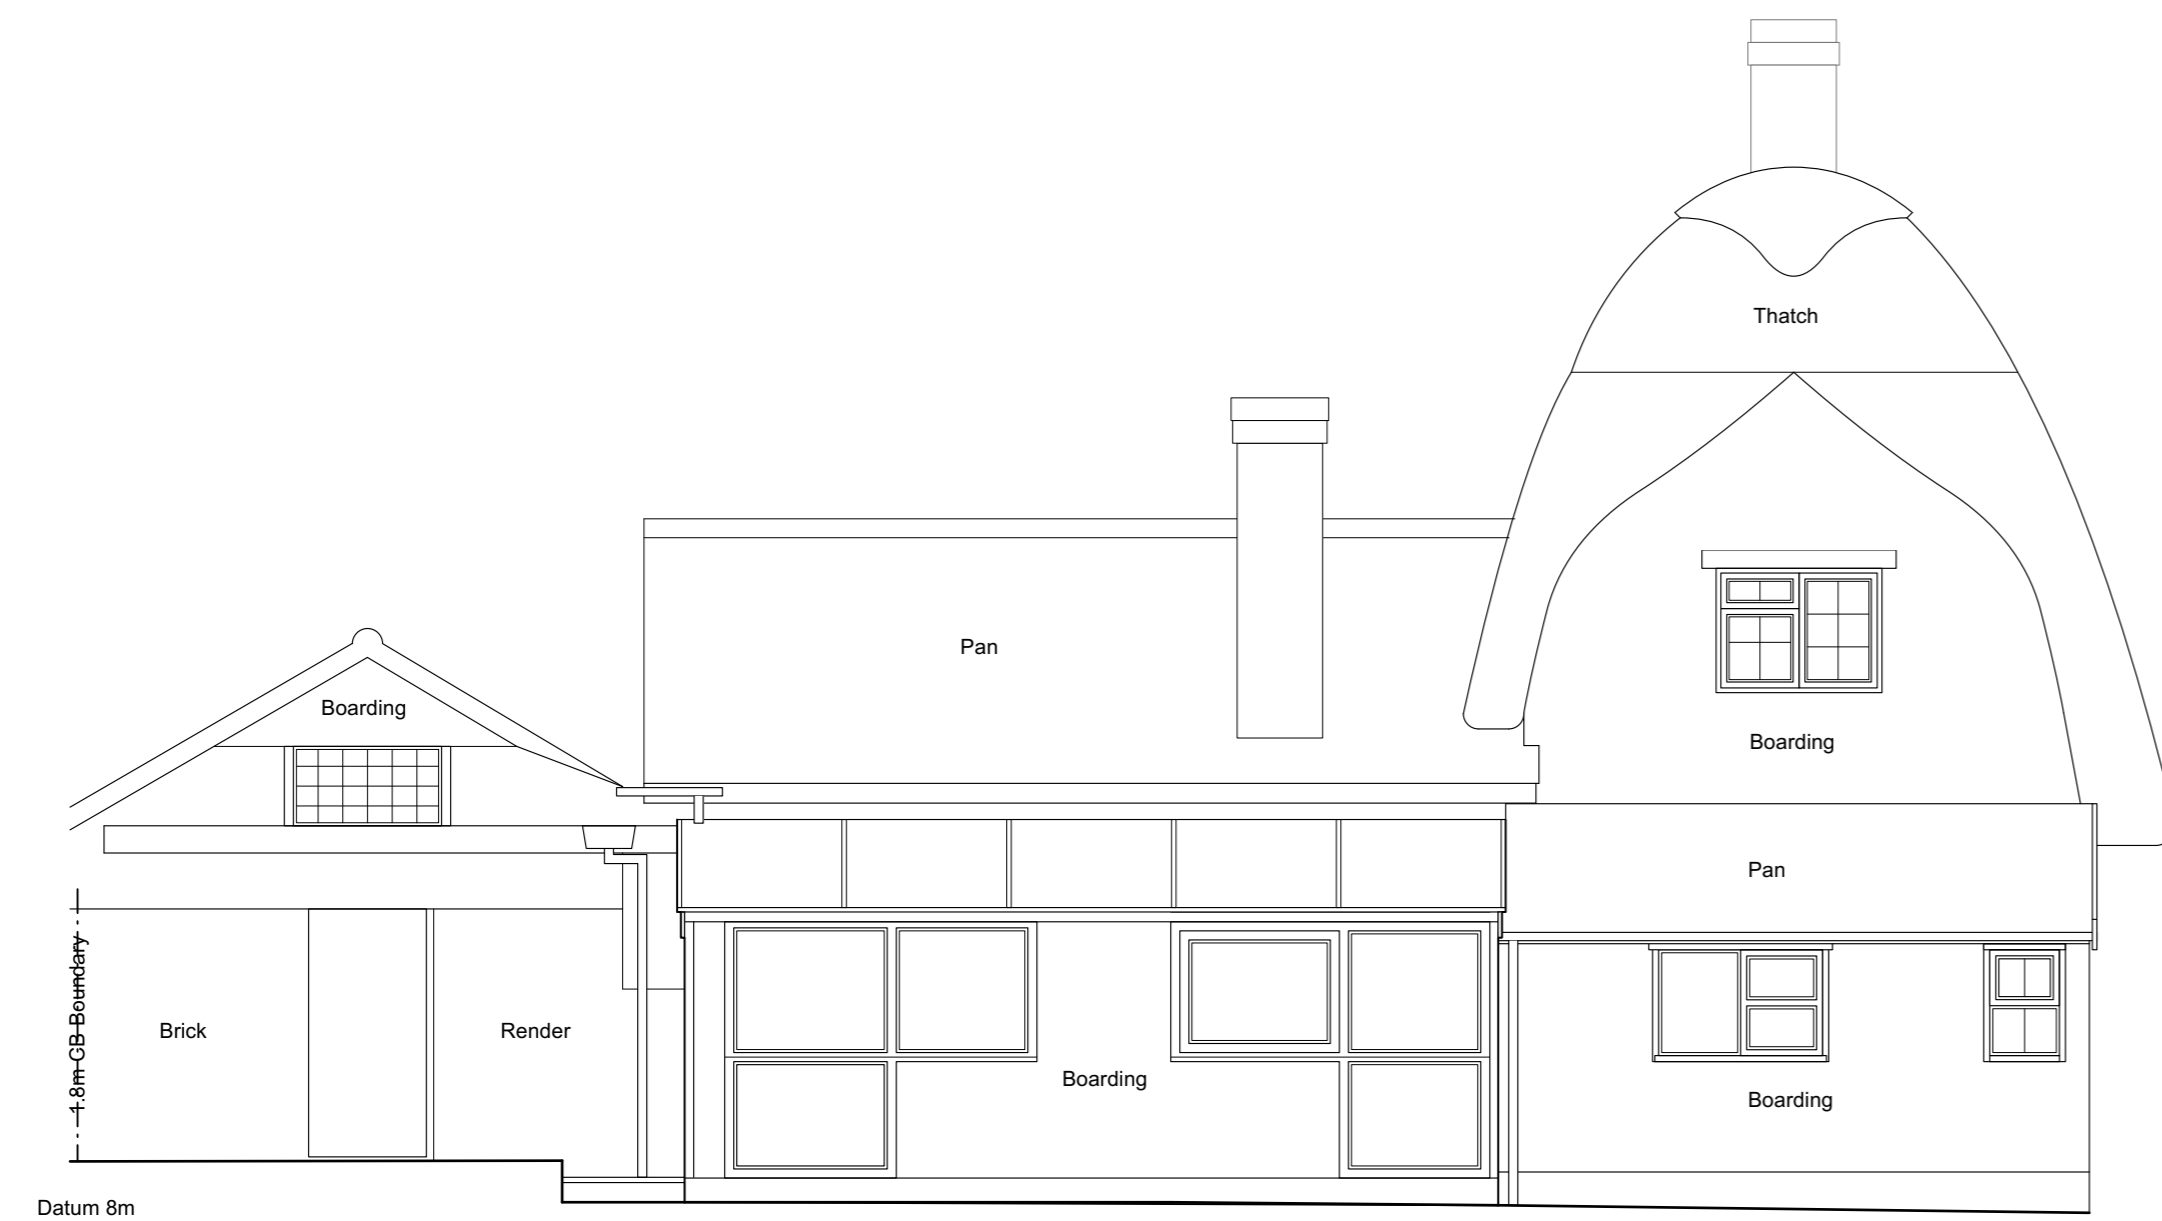 Thatch
Pan
Boarding
Boarding
Pan
1.8m CB Boundary
Brick
Render
Boarding
Boarding
Datum 8m